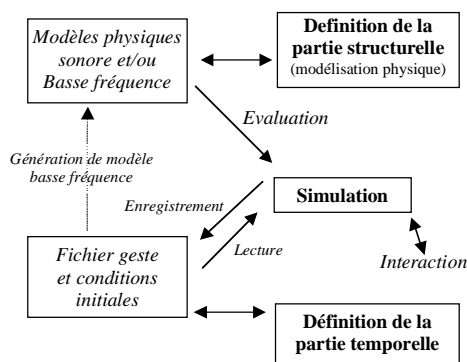 Modèles physiques
sonore et/ou
Basse fréquence
Definition de la
partie structurelle
(modélisation physique)
Evaluation
Génération de modèle
basse fréquence
Simulation
Enregistrement
Lecture
Interaction
Fichier geste
et conditions
initiales
Définition de la
partie temporelle